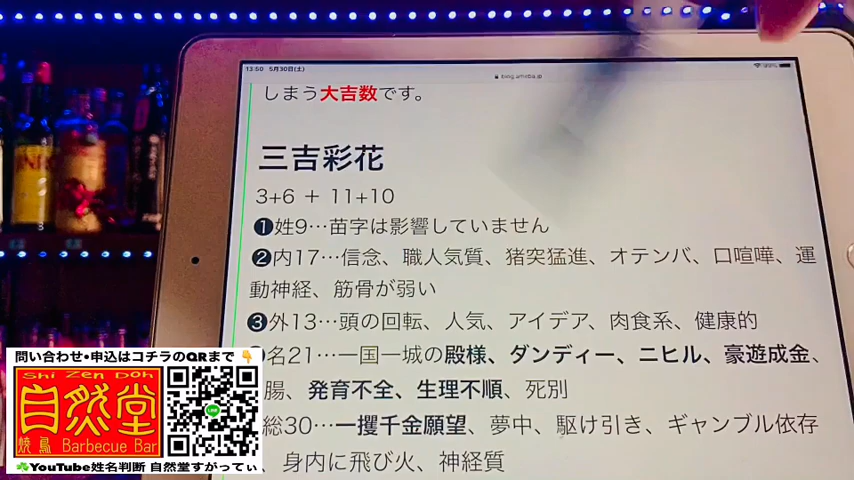 13:50 5月30日(土)
blog.ameba.jp
99%
しまう大吉数です。
三吉彩花
3+6 + 11+10
❶姓9…苗字は影響していません
❷内17…信念、職人気質、猪突猛進、オテンバ、口喧嘩、運
動神経、筋骨が弱い
❸外13…頭の回転、人気、アイデア、肉食系、健康的
名21…一国一城の殿様、ダンディー、ニヒル、豪遊成金、
腸、発育不全、生理不順、死別
総30…一攫千金願望、夢中、駆け引き、ギャンブル依存
、身内に飛び火、神経質
問い合わせ•申込はコチラのQRまで👇
Shi Zen Doh
自然堂
焼鳥 Barbecue Bar
LINE
YouTube姓名判断 自然堂すがってぃ